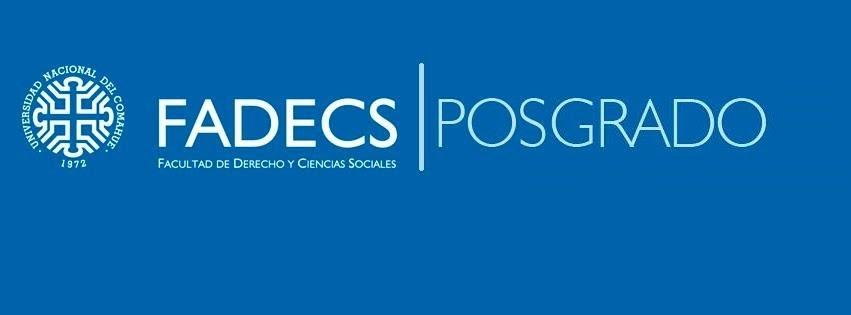 · UNIVERSIDAD NACIONAL DEL COMAHUE ·
1972
FADECS
FACULTAD DE DERECHO Y CIENCIAS SOCIALES
POSGRADO